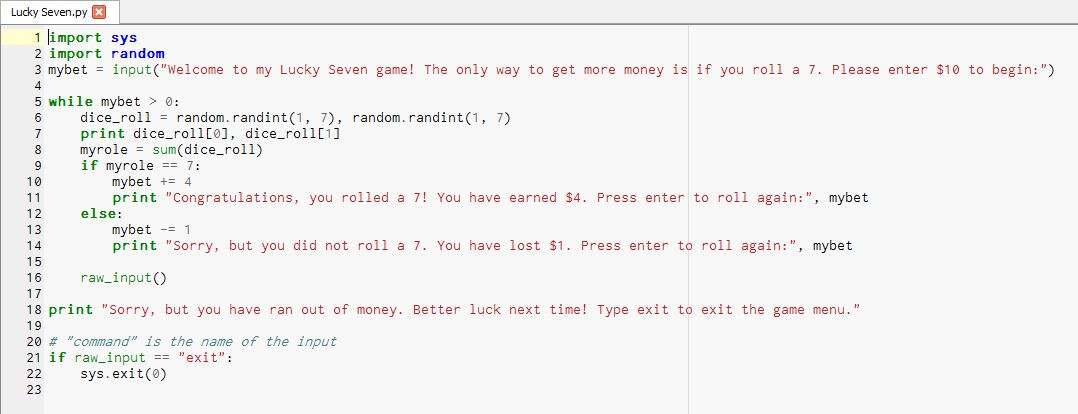 Lucky Seven.py
1 import sys
2 import random
3 mybet = input("Welcome to my Lucky Seven game! The only way to get more money is if you roll a 7. Please enter $10 to begin:")
4
5 while mybet > 0:
6     dice_roll = random.randint(1, 7), random.randint(1, 7)
7     print dice_roll[0], dice_roll[1]
8     myrole = sum(dice_roll)
9     if myrole == 7:
10         mybet += 4
11         print "Congratulations, you rolled a 7! You have earned $4. Press enter to roll again:", mybet
12     else:
13         mybet -= 1
14         print "Sorry, but you did not roll a 7. You have lost $1. Press enter to roll again:", mybet
15
16     raw_input()
17
18 print "Sorry, but you have ran out of money. Better luck next time! Type exit to exit the game menu."
19
20 # "command" is the name of the input
21 if raw_input == "exit":
22     sys.exit(0)
23